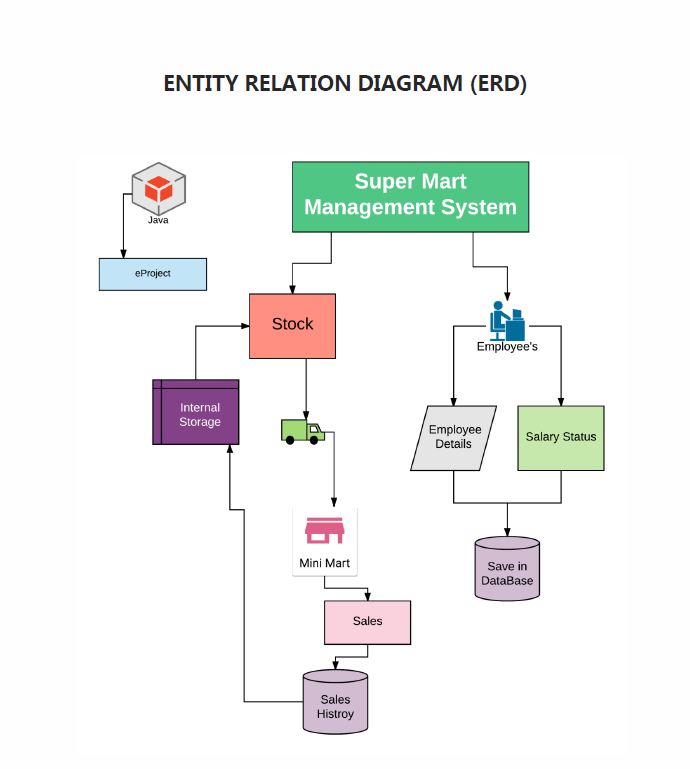 ENTITY RELATION DIAGRAM (ERD)
Super Mart
Management System
Java
eProject
Stock
Employee's
Internal
Storage
Employee
Details
Salary Status
Mini Mart
Save in
DataBase
Sales
Sales
Histroy